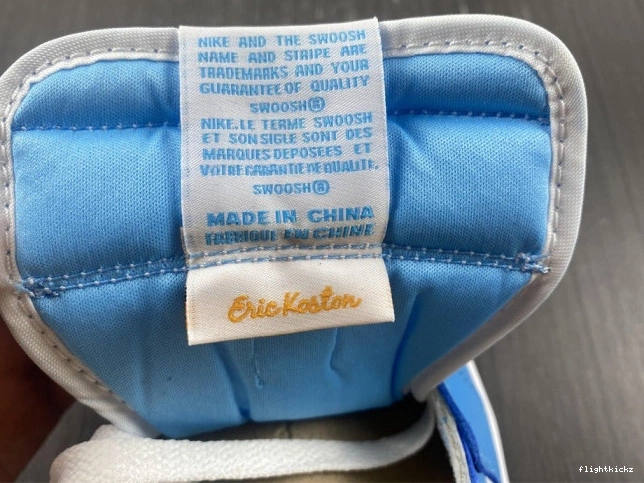 NIKE AND THE SWOOSH
NAME AND STRIPE ARE
TRADEMARKS AND YOUR
GUARANTEE OF QUALITY
SWOOSH®
NIKE.LE TERME SWOOSH
ET SON SIGLE SONT DES
MARQUES DEPOSEES ET
VOTRE GARANTIE DE QUALITE.
SWOOSH®
MADE IN CHINA
FABRIQUE EN CHINE
Eric Koston
flightkickz